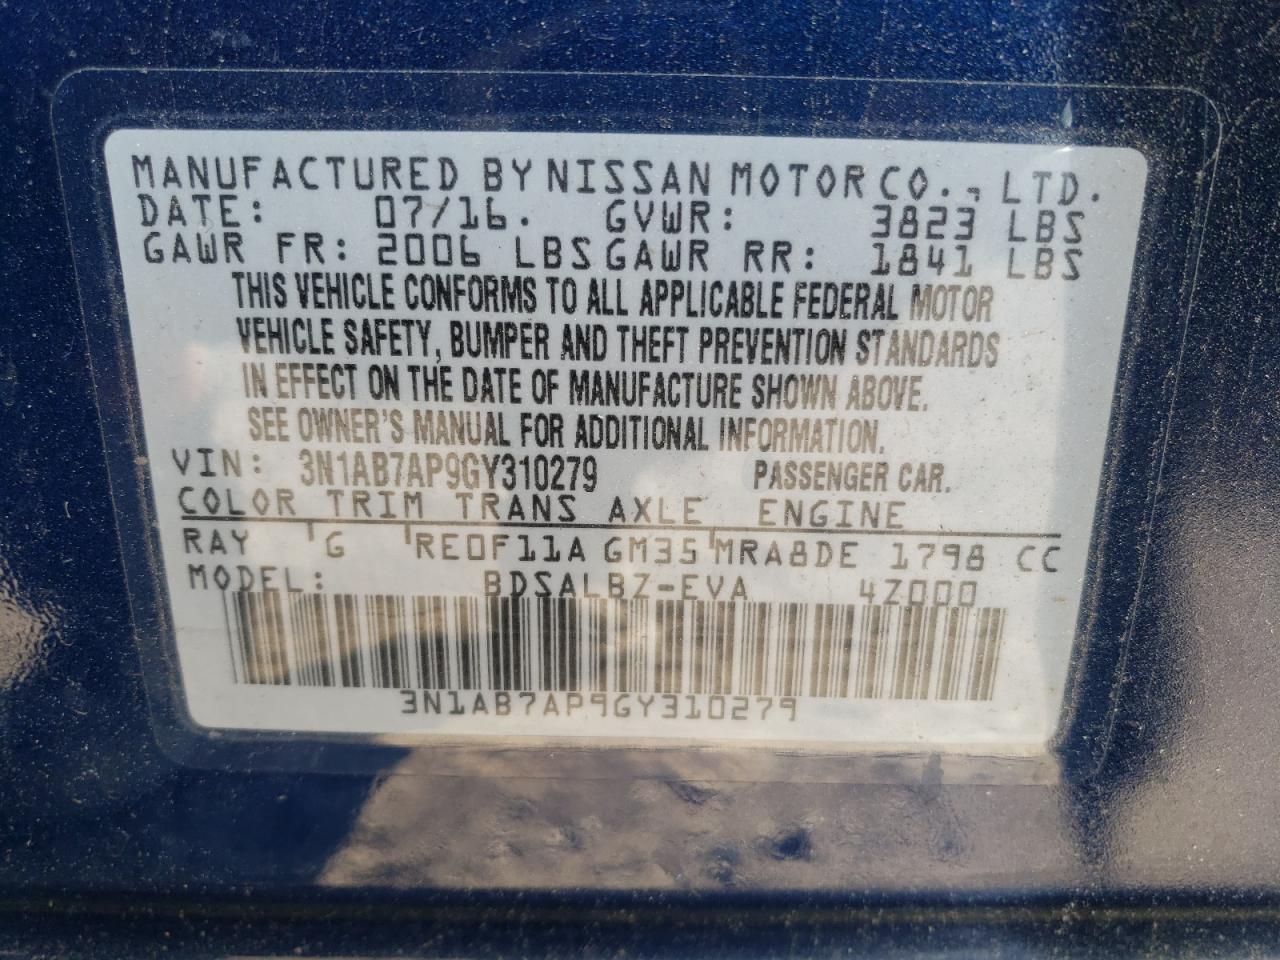 MANUFACTURED BY NISSAN MOTOR CO., LTD.
DATE: 07/16. GVWR: 3823 LBS
GAWR FR: 2006 LBS GAWR RR: 1841 LBS
THIS VEHICLE CONFORMS TO ALL APPLICABLE FEDERAL MOTOR
VEHICLE SAFETY, BUMPER AND THEFT PREVENTION STANDARDS
IN EFFECT ON THE DATE OF MANUFACTURE SHOWN ABOVE.
SEE OWNER'S MANUAL FOR ADDITIONAL INFORMATION.
VIN: 3N1AB7AP9GY310279 PASSENGER CAR.
COLOR TRIM TRANS AXLE ENGINE
RAY G RE0F11A GM35 MRA8DE 1798 CC
MODEL: BDSALBZ-EVA 4Z000
3N1AB7AP9GY310279